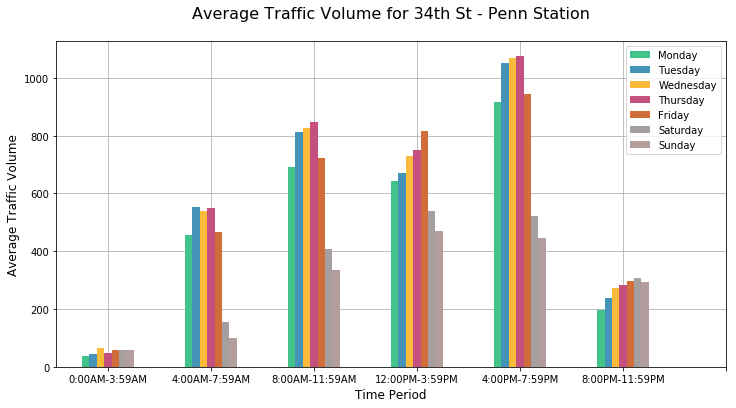 Average Traffic Volume for 34th St - Penn Station
Monday
Tuesday
Wednesday
Thursday
Friday
Saturday
Sunday
1000
800
600
400
200
0
Average Traffic Volume
0:00AM-3:59AM 4:00AM-7:59AM 8:00AM-11:59AM 12:00PM-3:59PM 4:00PM-7:59PM 8:00PM-11:59PM
Time Period